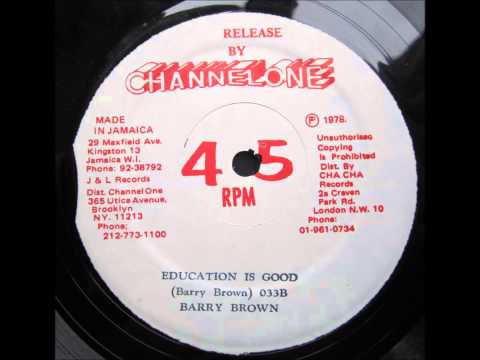 RELEASE
BY
CHANNEL ONE
MADE
IN JAMAICA
29 Maxfield Ave.
Kingston 13
Jamaica W.I.
Phone: 92-38792
J & L Records
Dist. Channel One
365 Utica Avenue,
Brooklyn
NY. 11213
Phone;
212-773-1100
45
RPM
P 1978.
Unauthorised
Copying
Is Prohibited
Dist. By
CHA CHA
Records
2a Craven
Park Rd.
London N.W. 10
Phone:
01-961-0734
EDUCATION IS GOOD
(Barry Brown) 033B
BARRY BROWN